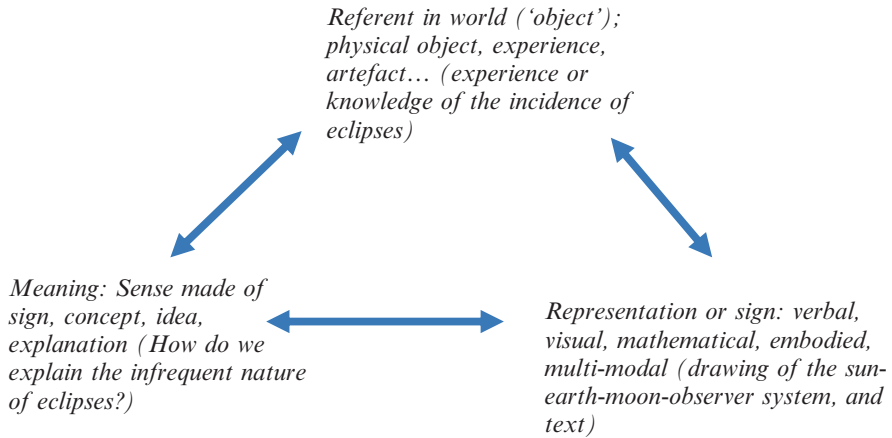 Referent in world (‘object’);
physical object, experience,
artefact… (experience or
knowledge of the incidence of
eclipses)
Meaning: Sense made of
sign, concept, idea,
explanation (How do we
explain the infrequent nature
of eclipses?)
Representation or sign: verbal,
visual, mathematical, embodied,
multi-modal (drawing of the sun-
earth-moon-observer system, and
text)